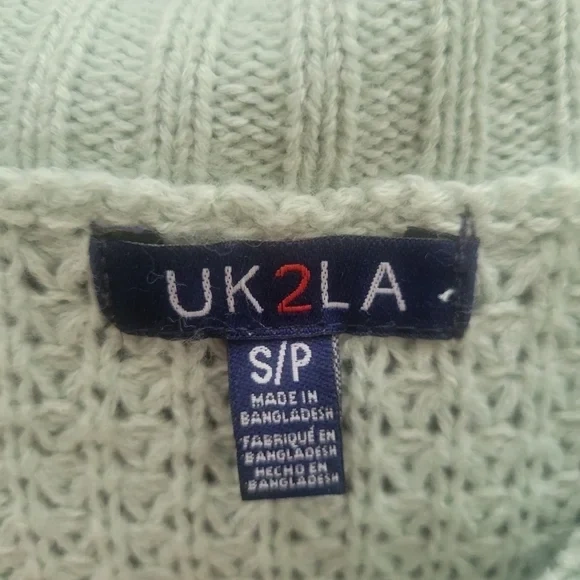 UK2LA
S/P
MADE IN
BANGLADESH
FABRIQUÉ EN
BANGLADESH
HECHO EN
BANGLADESH